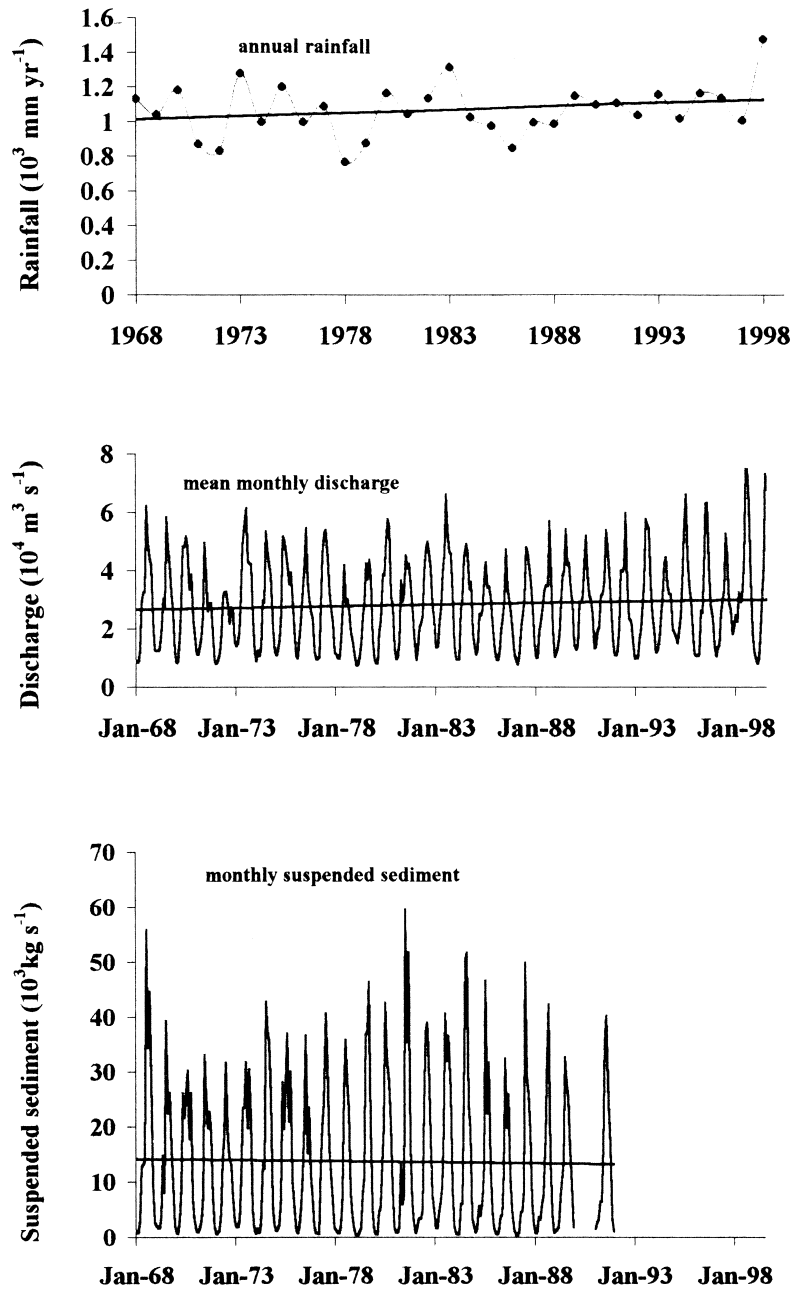 1.6
1.4
1.2
1
0.8
0.6
0.4
0.2
0
Rainfall (10³ mm yr⁻¹)
annual rainfall
1968 1973 1978 1983 1988 1993 1998
8
6
4
2
0
Discharge (10⁴ m³ s⁻¹)
mean monthly discharge
Jan-68 Jan-73 Jan-78 Jan-83 Jan-88 Jan-93 Jan-98
70
60
50
40
30
20
10
0
Suspended sediment (10³kg s⁻¹)
monthly suspended sediment
Jan-68 Jan-73 Jan-78 Jan-83 Jan-88 Jan-93 Jan-98